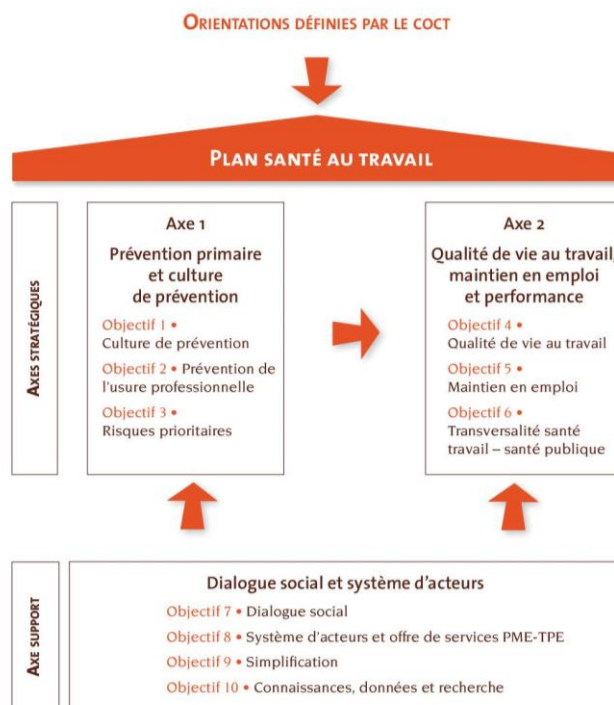 ORIENTATIONS DÉFINIES PAR LE COCT
PLAN SANTÉ AU TRAVAIL
AXES STRATÉGIQUES
Axe 1
Prévention primaire
et culture
de prévention
Objectif 1 •
Culture de prévention
Objectif 2 • Prévention de
l'usure professionnelle
Objectif 3 •
Risques prioritaires
Axe 2
Qualité de vie au travail,
maintien en emploi
et performance
Objectif 4 •
Qualité de vie au travail
Objectif 5 •
Maintien en emploi
Objectif 6 •
Transversalité santé
travail – santé publique
AXE SUPPORT
Dialogue social et système d'acteurs
Objectif 7 • Dialogue social
Objectif 8 • Système d'acteurs et offre de services PME-TPE
Objectif 9 • Simplification
Objectif 10 • Connaissances, données et recherche